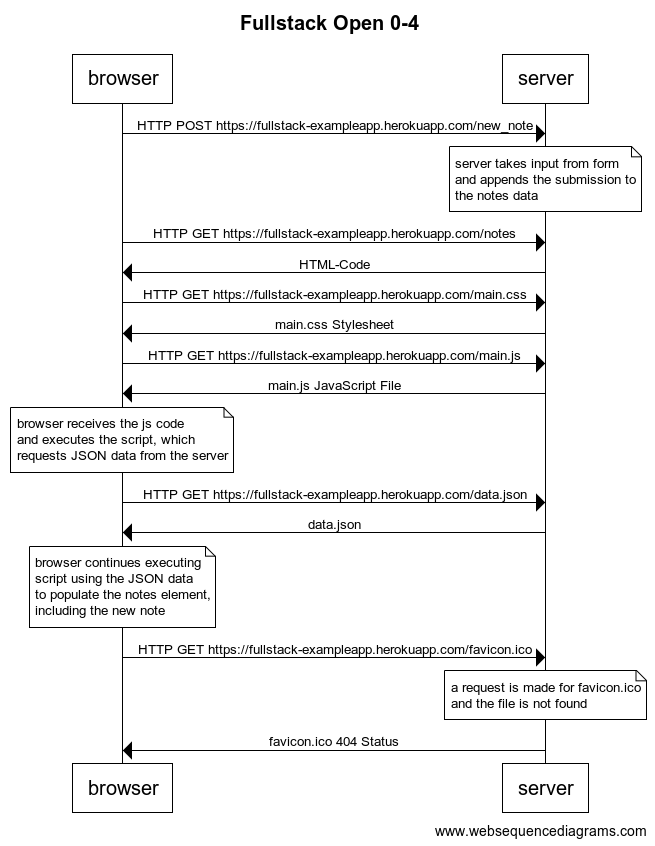 Fullstack Open 0-4
browser
server
HTTP POST https://fullstack-exampleapp.herokuapp.com/new_note
server takes input from form
and appends the submission to
the notes data
HTTP GET https://fullstack-exampleapp.herokuapp.com/notes
HTML-Code
HTTP GET https://fullstack-exampleapp.herokuapp.com/main.css
main.css Stylesheet
HTTP GET https://fullstack-exampleapp.herokuapp.com/main.js
main.js JavaScript File
browser receives the js code
and executes the script, which
requests JSON data from the server
HTTP GET https://fullstack-exampleapp.herokuapp.com/data.json
data.json
browser continues executing
script using the JSON data
to populate the notes element,
including the new note
HTTP GET https://fullstack-exampleapp.herokuapp.com/favicon.ico
a request is made for favicon.ico
and the file is not found
favicon.ico 404 Status
browser
server
www.websequencediagrams.com